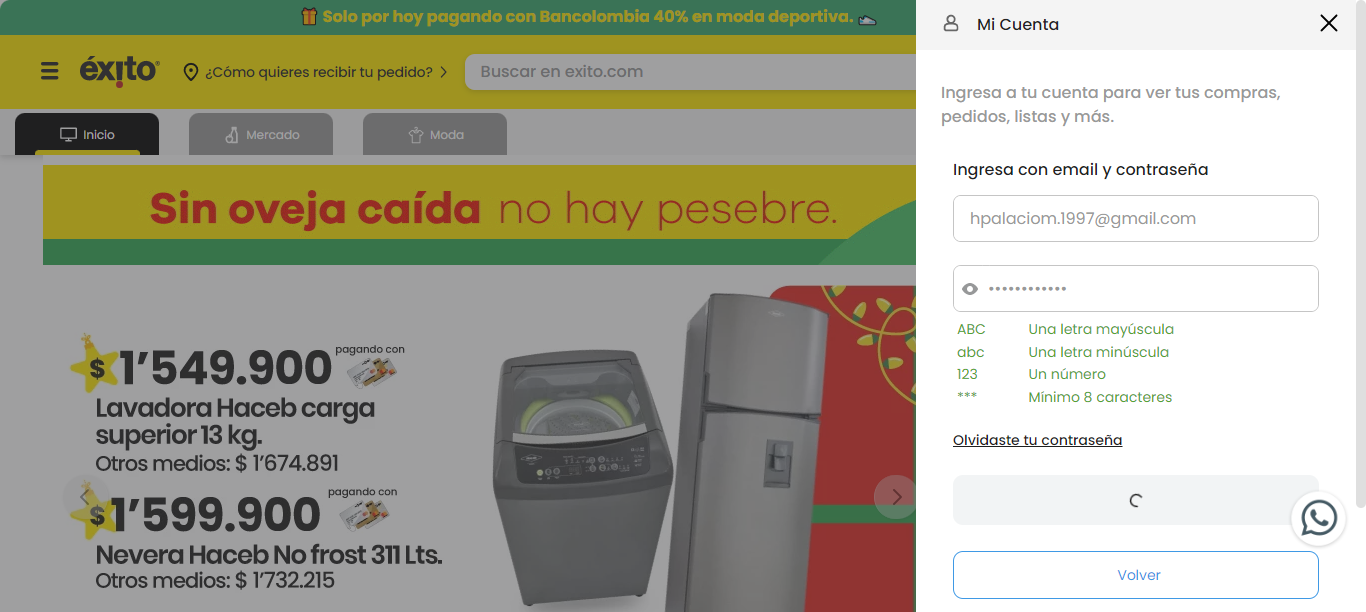 Solo por hoy pagando con Bancolombia 40% en moda deportiva.
Mi Cuenta
éxito
¿Cómo quieres recibir tu pedido?
Buscar en exito.com
Inicio
Mercado
Moda
Ingresa a tu cuenta para ver tus compras,
pedidos, listas y más.
Sin oveja caída no hay pesebre.
Ingresa con email y contraseña
hpalaciom.1997@gmail.com
••••••••••••
ABC Una letra mayúscula
abc Una letra minúscula
123 Un número
*** Mínimo 8 caracteres
Olvidaste tu contraseña
Volver
$ 1’549.900 pagando con
Lavadora Haceb carga
superior 13 kg.
Otros medios: $ 1’674.891
$ 1’599.900 pagando con
Nevera Haceb No frost 311 Lts.
Otros medios: $ 1’732.215